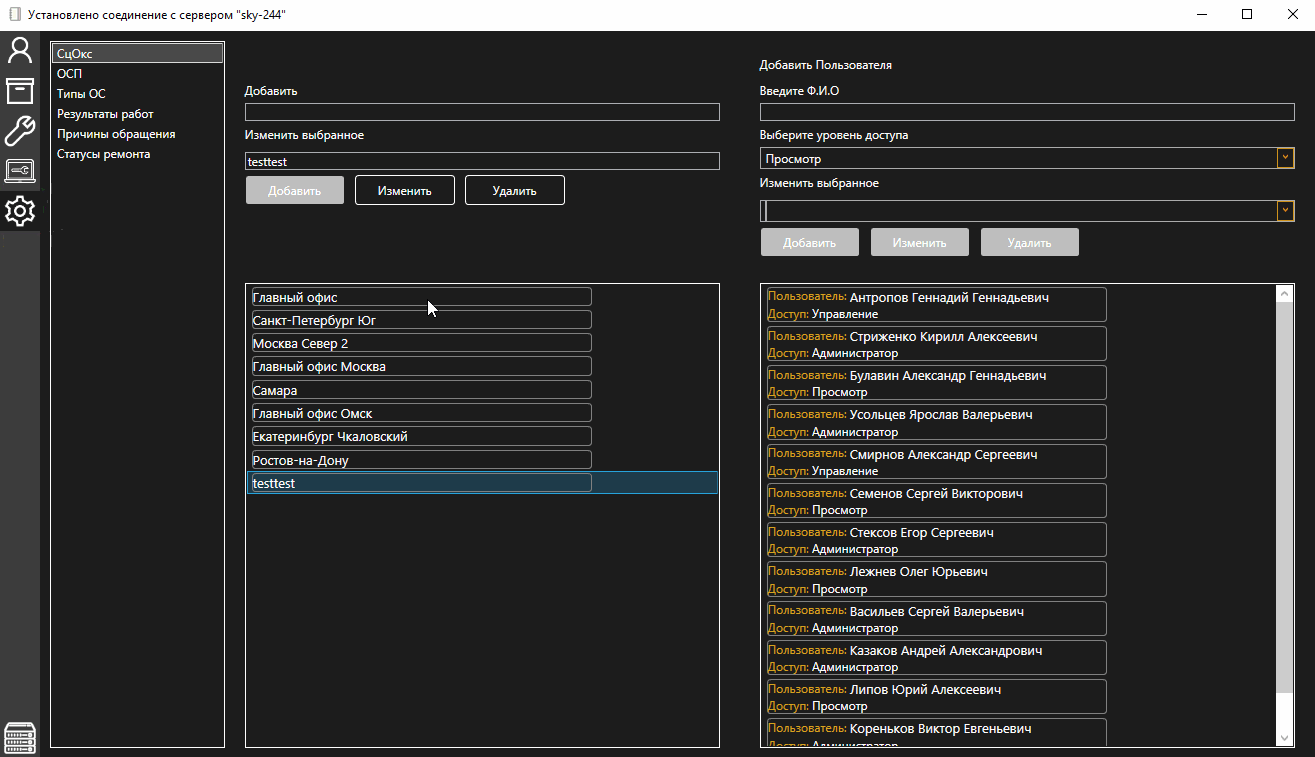 Установлено соединение с сервером "sky-244"
СцОкс
ОСП
Типы ОС
Результаты работ
Причины обращения
Статусы ремонта
Добавить
Изменить выбранное
testtest
Добавить
Изменить
Удалить
Главный офис
Санкт-Петербург Юг
Москва Север 2
Главный офис Москва
Самара
Главный офис Омск
Екатеринбург Чкаловский
Ростов-на-Дону
testtest
Добавить Пользователя
Введите Ф.И.О
Выберите уровень доступа
Просмотр
Изменить выбранное
Добавить
Изменить
Удалить
Пользователь: Антропов Геннадий Геннадьевич
Доступ: Управление
Пользователь: Стриженко Кирилл Алексеевич
Доступ: Администратор
Пользователь: Булавин Александр Геннадьевич
Доступ: Просмотр
Пользователь: Усольцев Ярослав Валерьевич
Доступ: Администратор
Пользователь: Смирнов Александр Сергеевич
Доступ: Управление
Пользователь: Семенов Сергей Викторович
Доступ: Просмотр
Пользователь: Стексов Егор Сергеевич
Доступ: Администратор
Пользователь: Лежнев Олег Юрьевич
Доступ: Просмотр
Пользователь: Васильев Сергей Валерьевич
Доступ: Администратор
Пользователь: Казаков Андрей Александрович
Доступ: Администратор
Пользователь: Липов Юрий Алексеевич
Доступ: Просмотр
Пользователь: Кореньков Виктор Евгеньевич
Доступ: Администратор